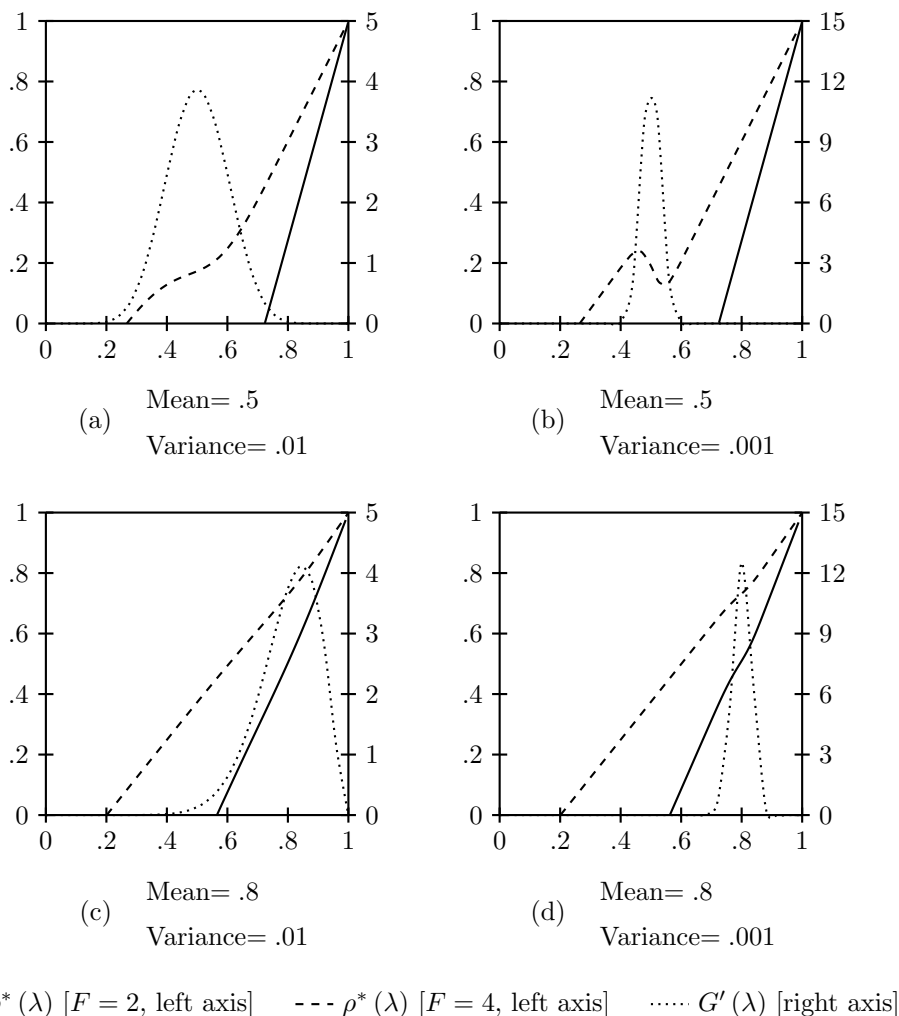 1 5
.8 4
.6 3
.4 2
.2 1
0 0
0 .2 .4 .6 .8 1
Mean= .5
(a)
Variance= .01
1 15
.8 12
.6 9
.4 6
.2 3
0 0
0 .2 .4 .6 .8 1
Mean= .5
(b)
Variance= .001
1 5
.8 4
.6 3
.4 2
.2 1
0 0
0 .2 .4 .6 .8 1
Mean= .8
(c)
Variance= .01
1 15
.8 12
.6 9
.4 6
.2 3
0 0
0 .2 .4 .6 .8 1
Mean= .8
(d)
Variance= .001
* (λ) [F = 2, left axis] ρ* (λ) [F = 4, left axis] G′ (λ) [right axis]